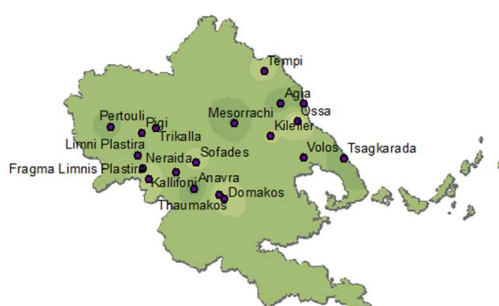 Tempi
Agia
Pertouli
Mesorrachi
Ossa
Pigi
Trikalla
Kileler
Limni Plastira
Volos
Tsagkarada
Neraida
Sofades
Fragma Limnis Plastira
Kallifoni
Anavra
Domakos
Thaumakos